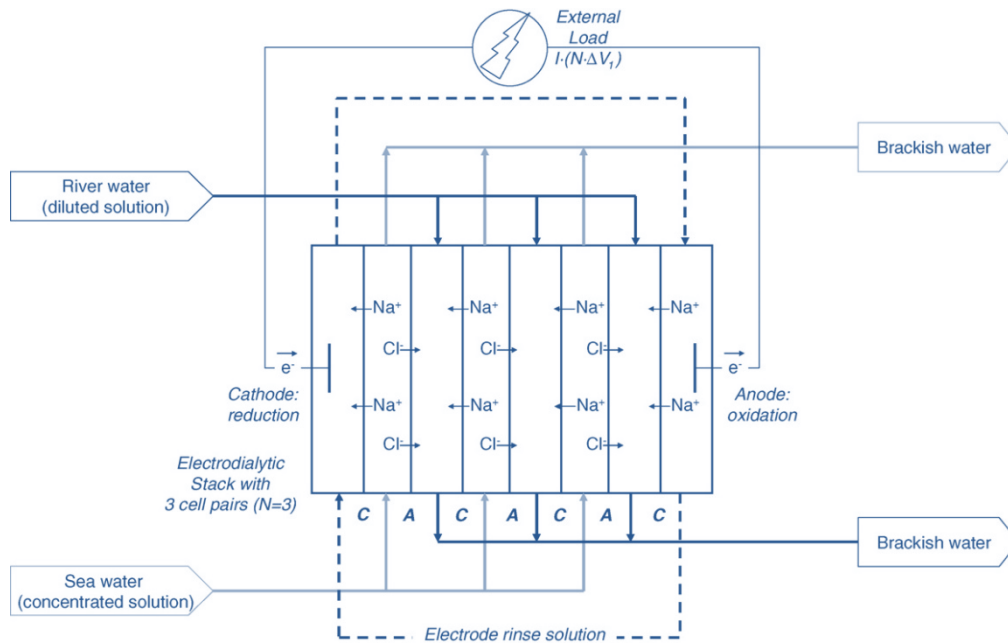 External
Load
I·(N·ΔV₁)
Brackish water
River water
(diluted solution)
Na⁺ Na⁺ Na⁺ Na⁺
Cl⁻ Cl⁻ Cl⁻
e⁻ e⁻
Cathode:
reduction
Anode:
oxidation
Na⁺ Na⁺ Na⁺ Na⁺
Cl⁻ Cl⁻ Cl⁻
Electrodialytic
Stack with
3 cell pairs (N=3)
C A C A C A C
Brackish water
Sea water
(concentrated solution)
Electrode rinse solution